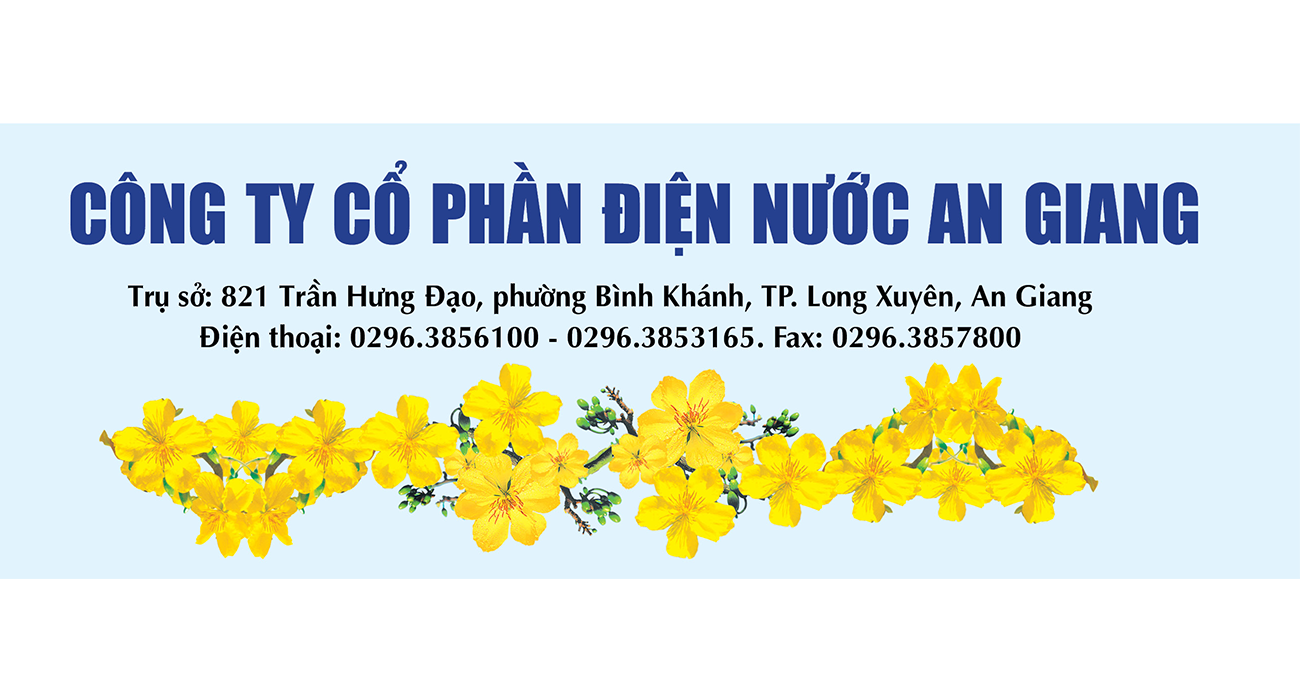 CÔNG TY CỔ PHẦN ĐIỆN NƯỚC AN GIANG
Trụ sở: 821 Trần Hưng Đạo, phường Bình Khánh, TP. Long Xuyên, An Giang
Điện thoại: 0296.3856100 - 0296.3853165. Fax: 0296.3857800